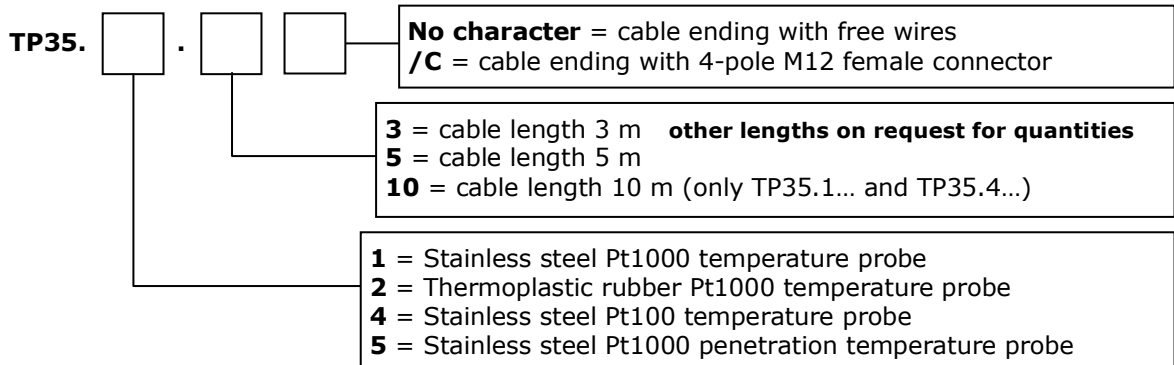 TP35. .
No character = cable ending with free wires
/C = cable ending with 4-pole M12 female connector
3 = cable length 3 m other lengths on request for quantities
5 = cable length 5 m
10 = cable length 10 m (only TP35.1… and TP35.4…)
1 = Stainless steel Pt1000 temperature probe
2 = Thermoplastic rubber Pt1000 temperature probe
4 = Stainless steel Pt100 temperature probe
5 = Stainless steel Pt1000 penetration temperature probe